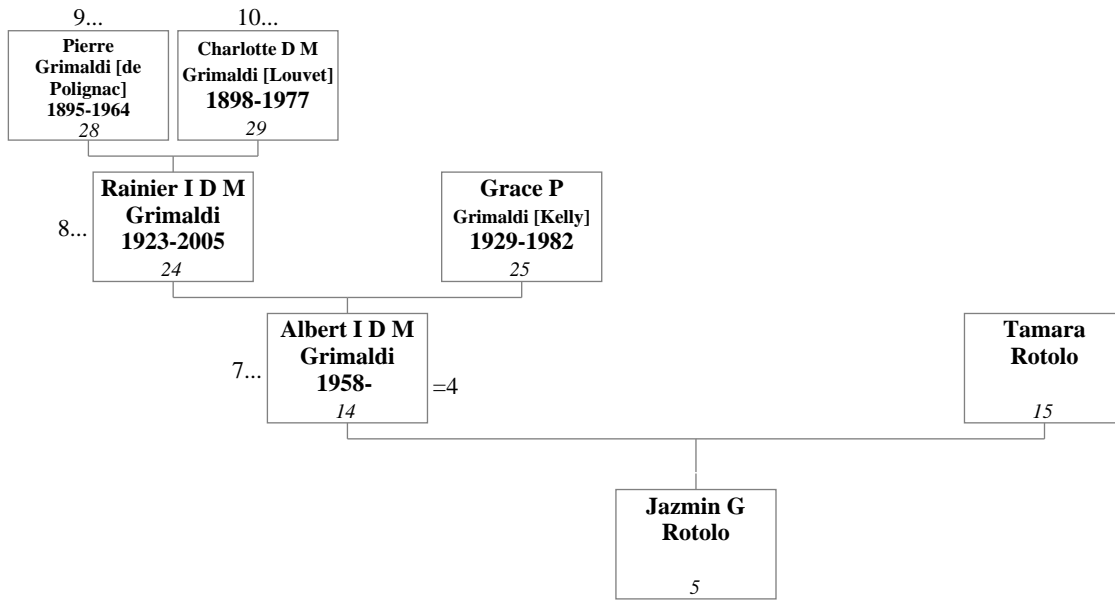 9...
10...
Pierre
Grimaldi [de
Polignac]
1895-1964
28
Charlotte D M
Grimaldi [Louvet]
1898-1977
29
8...
Rainier I D M
Grimaldi
1923-2005
24
Grace P
Grimaldi [Kelly]
1929-1982
25
7...
Albert I D M
Grimaldi
1958-
14
=4
Tamara
Rotolo
15
Jazmin G
Rotolo
5